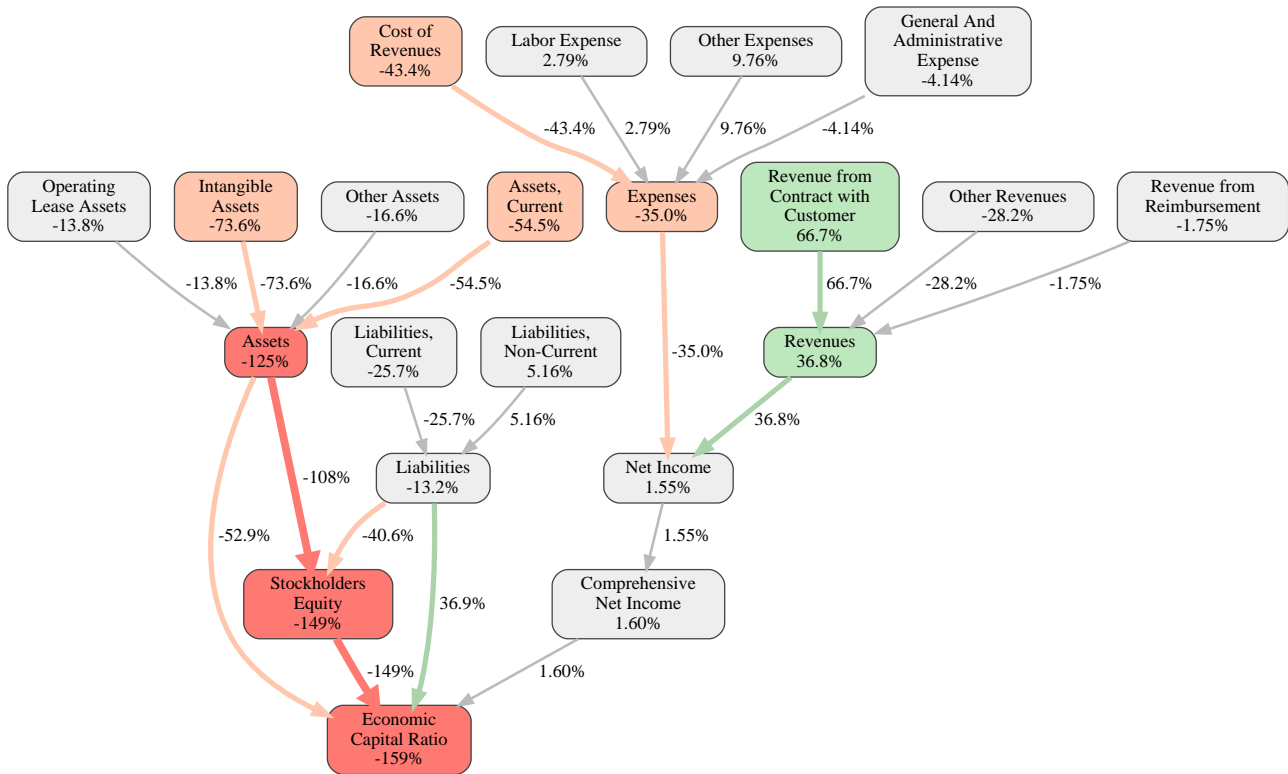 Cost of
Revenues
-43.4%
Labor Expense
2.79%
Other Expenses
9.76%
General And
Administrative
Expense
-4.14%
-43.4%
2.79%
9.76%
-4.14%
Operating
Lease Assets
-13.8%
Intangible
Assets
-73.6%
Other Assets
-16.6%
Assets,
Current
-54.5%
Expenses
-35.0%
Revenue from
Contract with
Customer
66.7%
Other Revenues
-28.2%
Revenue from
Reimbursement
-1.75%
-13.8%
-73.6%
-16.6%
-54.5%
66.7%
-28.2%
-1.75%
Assets
-125%
Liabilities,
Current
-25.7%
Liabilities,
Non-Current
5.16%
-35.0%
Revenues
36.8%
-25.7%
5.16%
36.8%
Liabilities
-13.2%
Net Income
1.55%
-108%
-52.9%
-40.6%
1.55%
Stockholders
Equity
-149%
36.9%
Comprehensive
Net Income
1.60%
-149%
1.60%
Economic
Capital Ratio
-159%